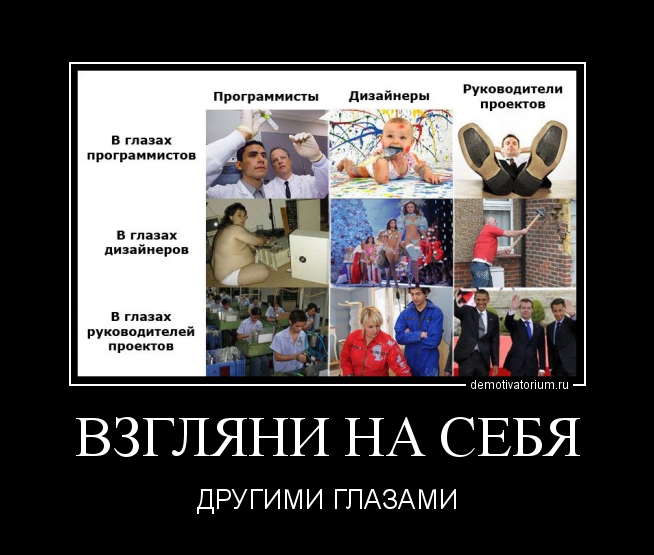 Программисты
Дизайнеры
Руководители
проектов
В глазах
программистов
В глазах
дизайнеров
В глазах
руководителей
проектов
demotivatorium.ru
ВЗГЛЯНИ НА СЕБЯ
ДРУГИМИ ГЛАЗАМИ